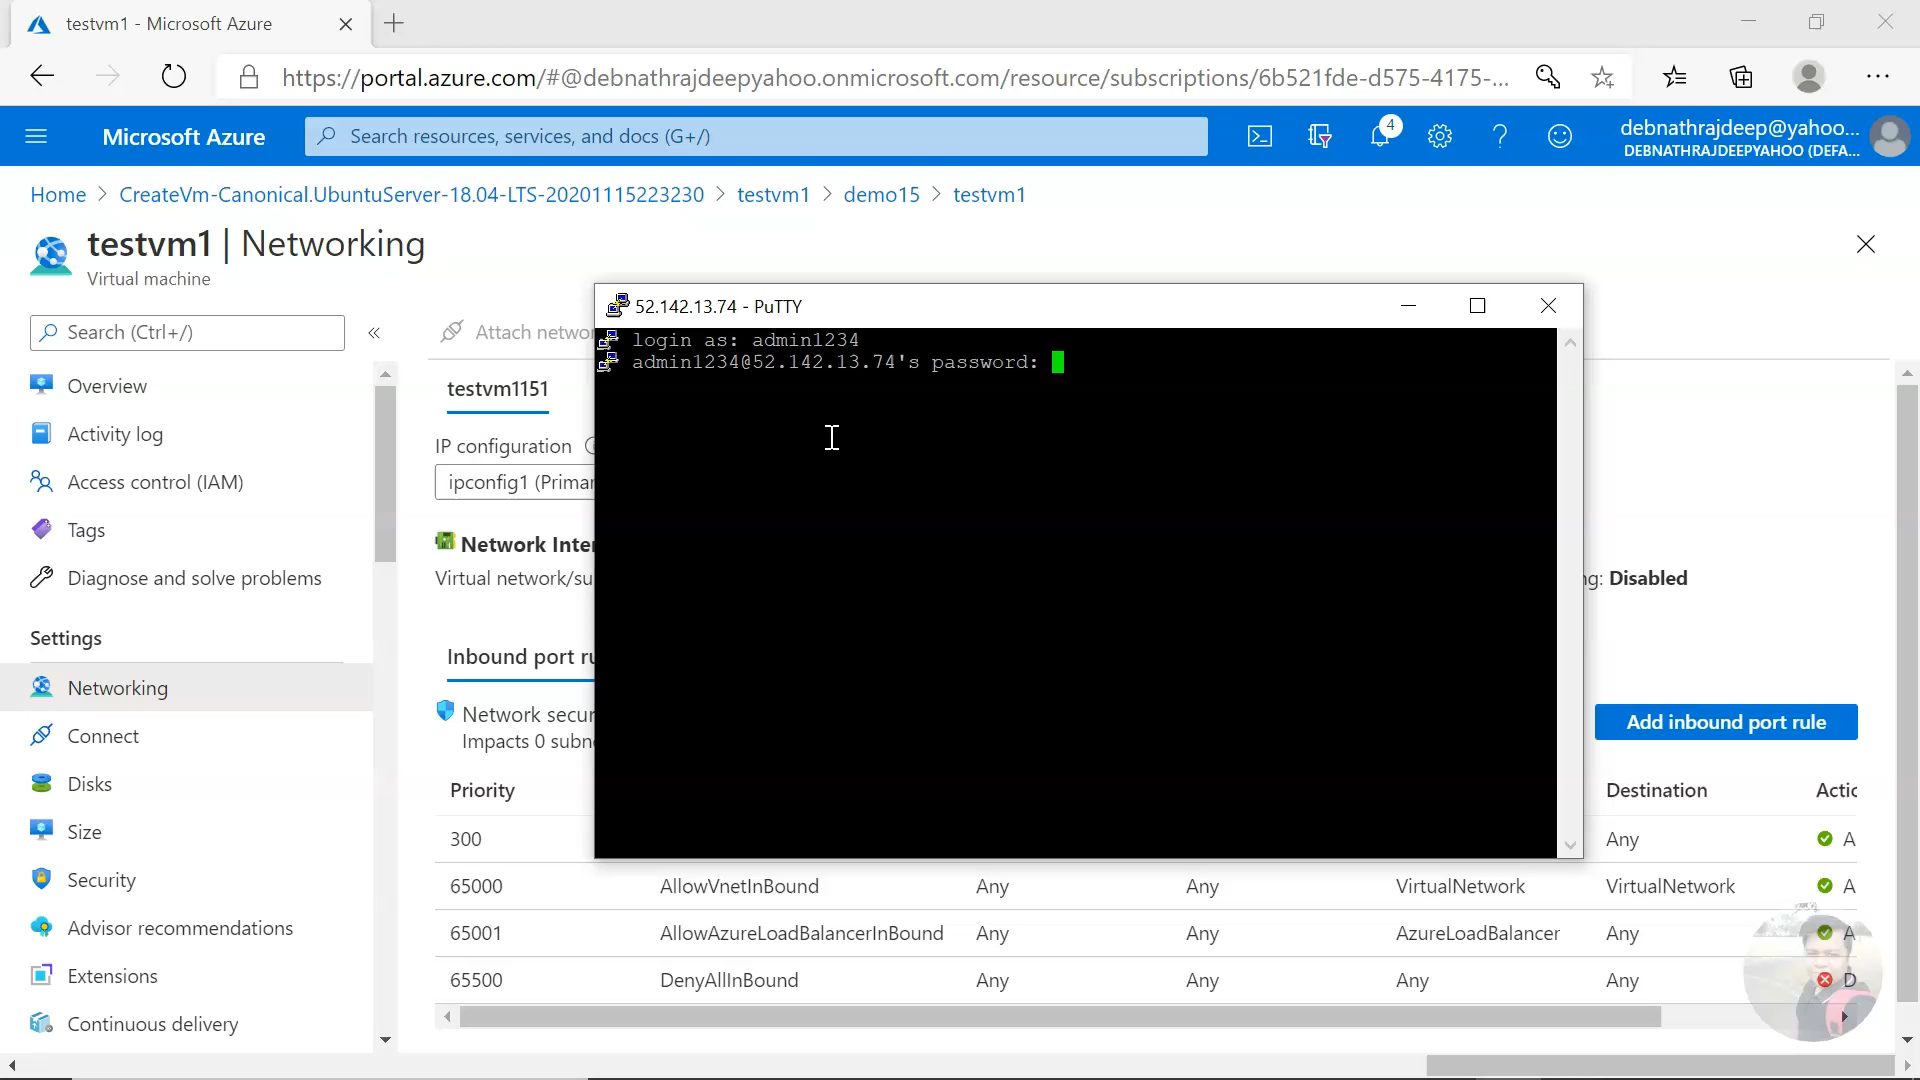 testvm1 - Microsoft Azure
https://portal.azure.com/#@debnathrajdeepyahoo.onmicrosoft.com/resource/subscriptions/6b521fde-d575-4175-...
Microsoft Azure
Search resources, services, and docs (G+/)
4
debnathrajdeep@yahoo...
DEBNATHRAJDEEPYAHOO (DEFA...
Home > CreateVm-Canonical.UbuntuServer-18.04-LTS-20201115223230 > testvm1 > demo15 > testvm1
testvm1 | Networking
Virtual machine
Search (Ctrl+/)
«
Overview
Activity log
Access control (IAM)
Tags
Diagnose and solve problems
Settings
Networking
Connect
Disks
Size
Security
Advisor recommendations
Extensions
Continuous delivery
Attach networ
testvm1151
IP configuration
ipconfig1 (Primar
Network Inte
Virtual network/su
ng: Disabled
Inbound port ru
Network secur
Impacts 0 subn
Add inbound port rule
52.142.13.74 - PuTTY
login as: admin1234
admin1234@52.142.13.74's password:
Priority Destination Actic
300 Any A
65000 AllowVnetInBound Any Any VirtualNetwork VirtualNetwork A
65001 AllowAzureLoadBalancerInBound Any Any AzureLoadBalancer Any A
65500 DenyAllInBound Any Any Any Any D